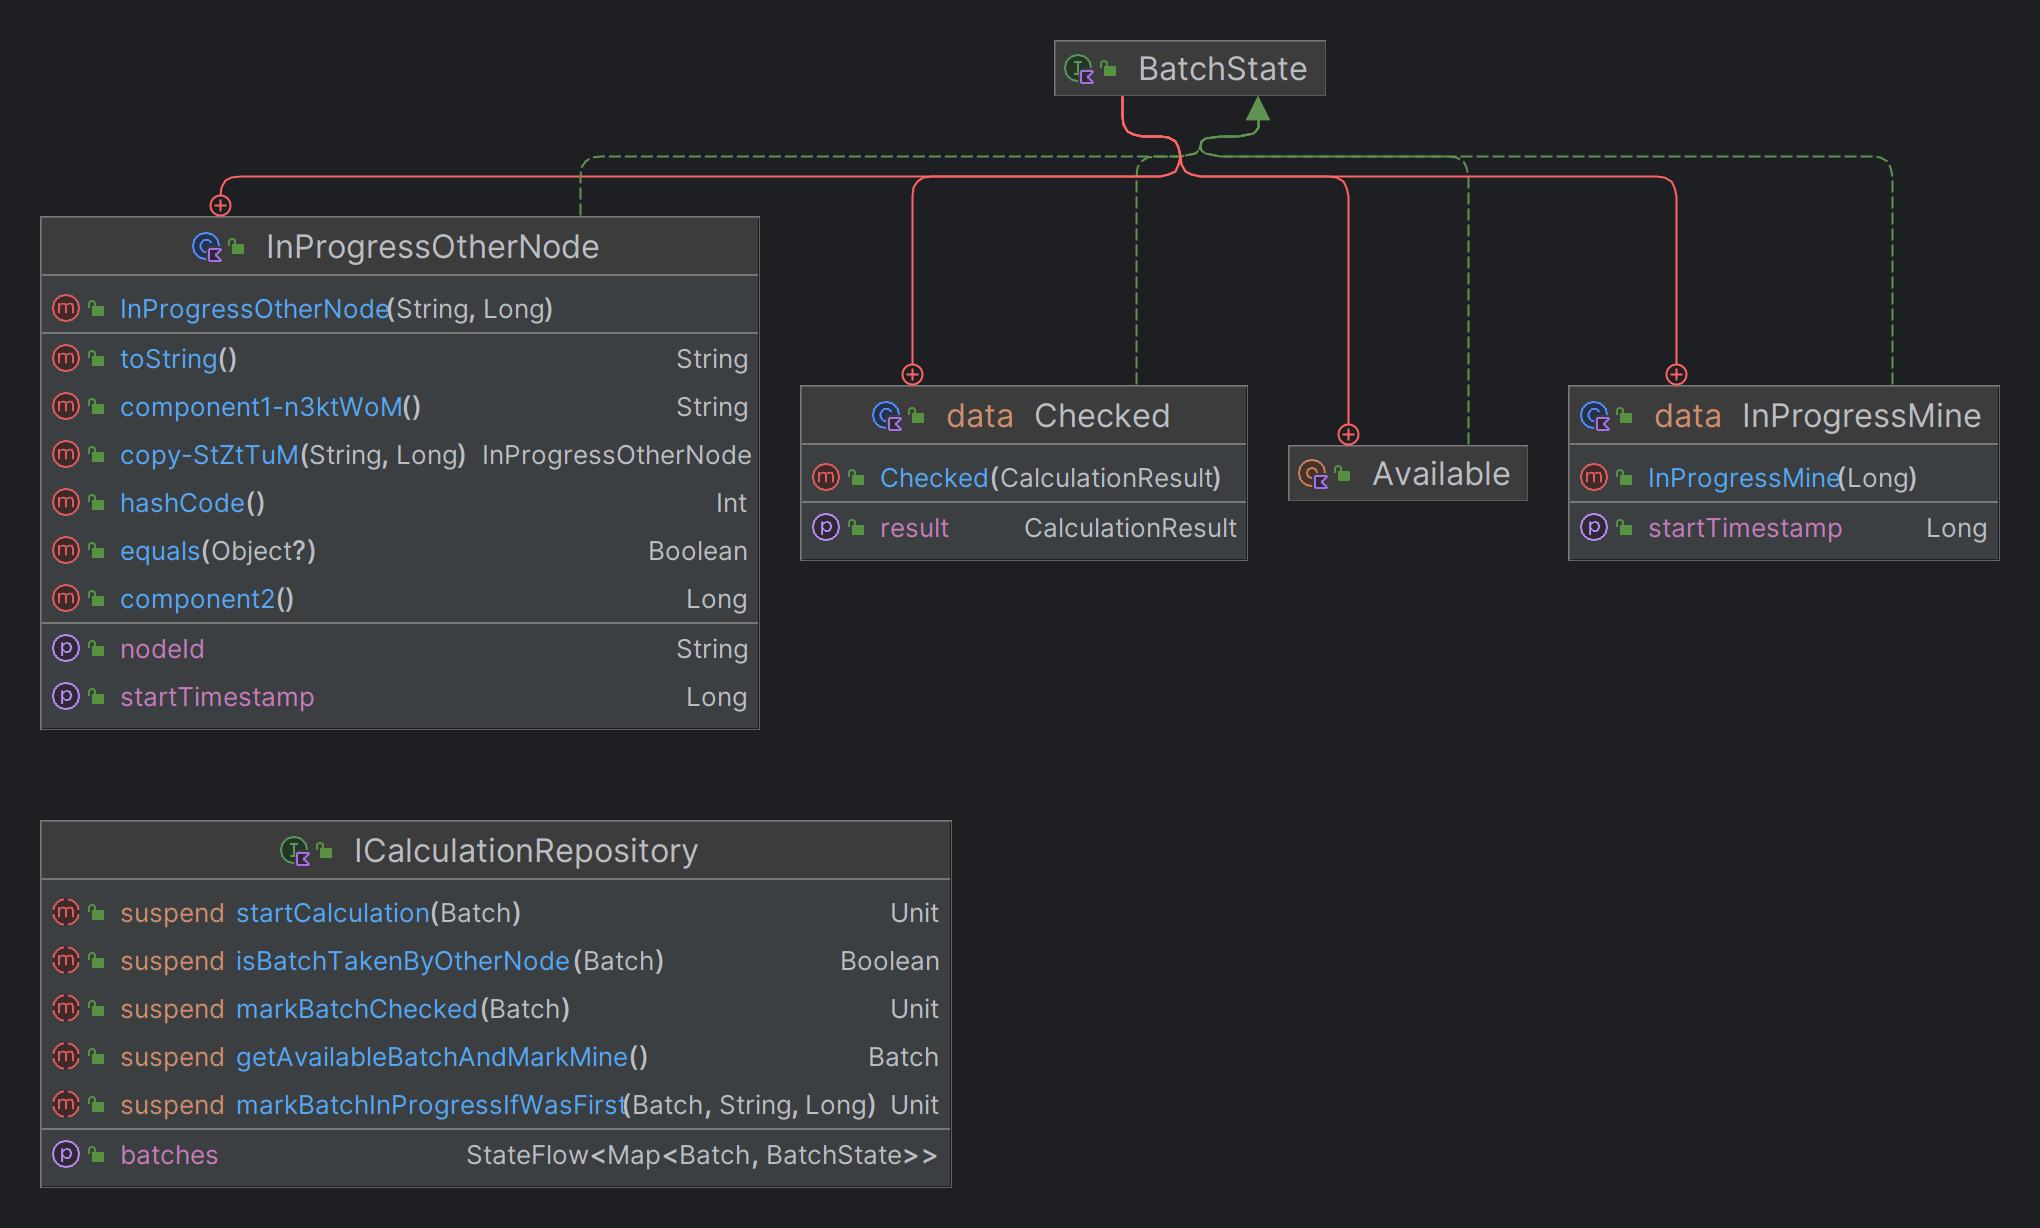 BatchState
InProgressOtherNode
InProgressOtherNode(String, Long)
toString() String
component1-n3ktWoM() String
copy-StZtTuM(String, Long) InProgressOtherNode
hashCode() Int
equals(Object?) Boolean
component2() Long
nodeId String
startTimestamp Long
data Checked
Checked(CalculationResult)
result CalculationResult
Available
data InProgressMine
InProgressMine(Long)
startTimestamp Long
ICalculationRepository
suspend startCalculation(Batch) Unit
suspend isBatchTakenByOtherNode(Batch) Boolean
suspend markBatchChecked(Batch) Unit
suspend getAvailableBatchAndMarkMine() Batch
suspend markBatchInProgressIfWasFirst(Batch, String, Long) Unit
batches StateFlow<Map<Batch, BatchState>>